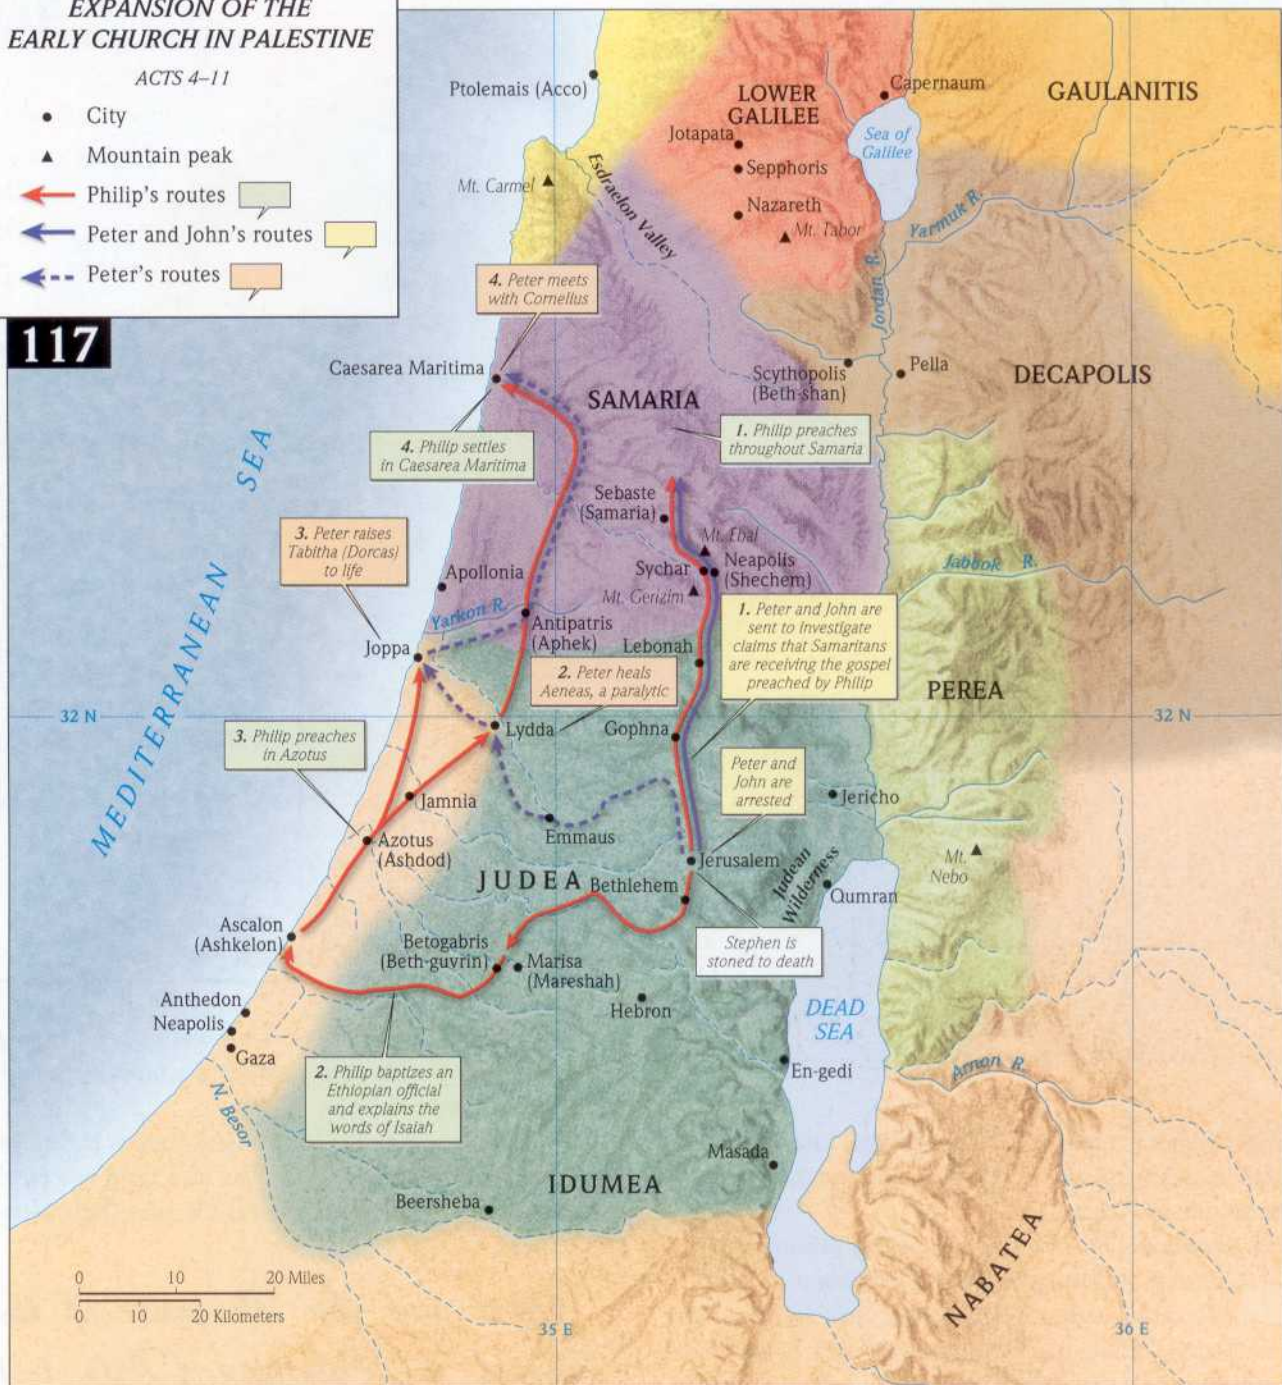 EXPANSION OF THE
EARLY CHURCH IN PALESTINE
ACTS 4–11
City
Mountain peak
Philip's routes
Peter and John's routes
Peter's routes
117
Ptolemais (Acco)
LOWER
GALILEE
Capernaum
GAULANITIS
Jotapata
Sea of
Galilee
Sepphoris
Mt. Carmel
Esdraelon Valley
Nazareth
Mt. Tabor
Yarmuk R.
Jordan R.
4. Peter meets
with Cornelius
Caesarea Maritima
Scythopolis
(Beth-shan)
Pella
DECAPOLIS
SAMARIA
4. Philip settles
in Caesarea Maritima
1. Philip preaches
throughout Samaria
MEDITERRANEAN SEA
Sebaste
(Samaria)
3. Peter raises
Tabitha (Dorcas)
to life
Mt. Ebal
Apollonia
Sychar
Neapolis
(Shechem)
Jabbok R.
Mt. Gerizim
Yarkon R.
Antipatris
(Aphek)
1. Peter and John are
sent to investigate
claims that Samaritans
are receiving the gospel
preached by Philip
Joppa
Lebonah
2. Peter heals
Aeneas, a paralytic
PEREA
32 N
32 N
Lydda
Gophna
3. Philip preaches
in Azotus
Peter and
John are
arrested
Jamnia
Jericho
Emmaus
Azotus
(Ashdod)
Jerusalem
Mt.
Nebo
JUDEA
Bethlehem
Judean
Wilderness
Qumran
Ascalon
(Ashkelon)
Betogabris
(Beth-guvrin)
Marisa
(Mareshah)
Stephen is
stoned to death
Anthedon
Neapolis
Hebron
DEAD
SEA
Gaza
En-gedi
Arnon R.
N. Besor
2. Philip baptizes an
Ethiopian official
and explains the
words of Isaiah
Masada
IDUMEA
Beersheba
NABATEA
0 10 20 Miles
0 10 20 Kilometers
35 E
36 E